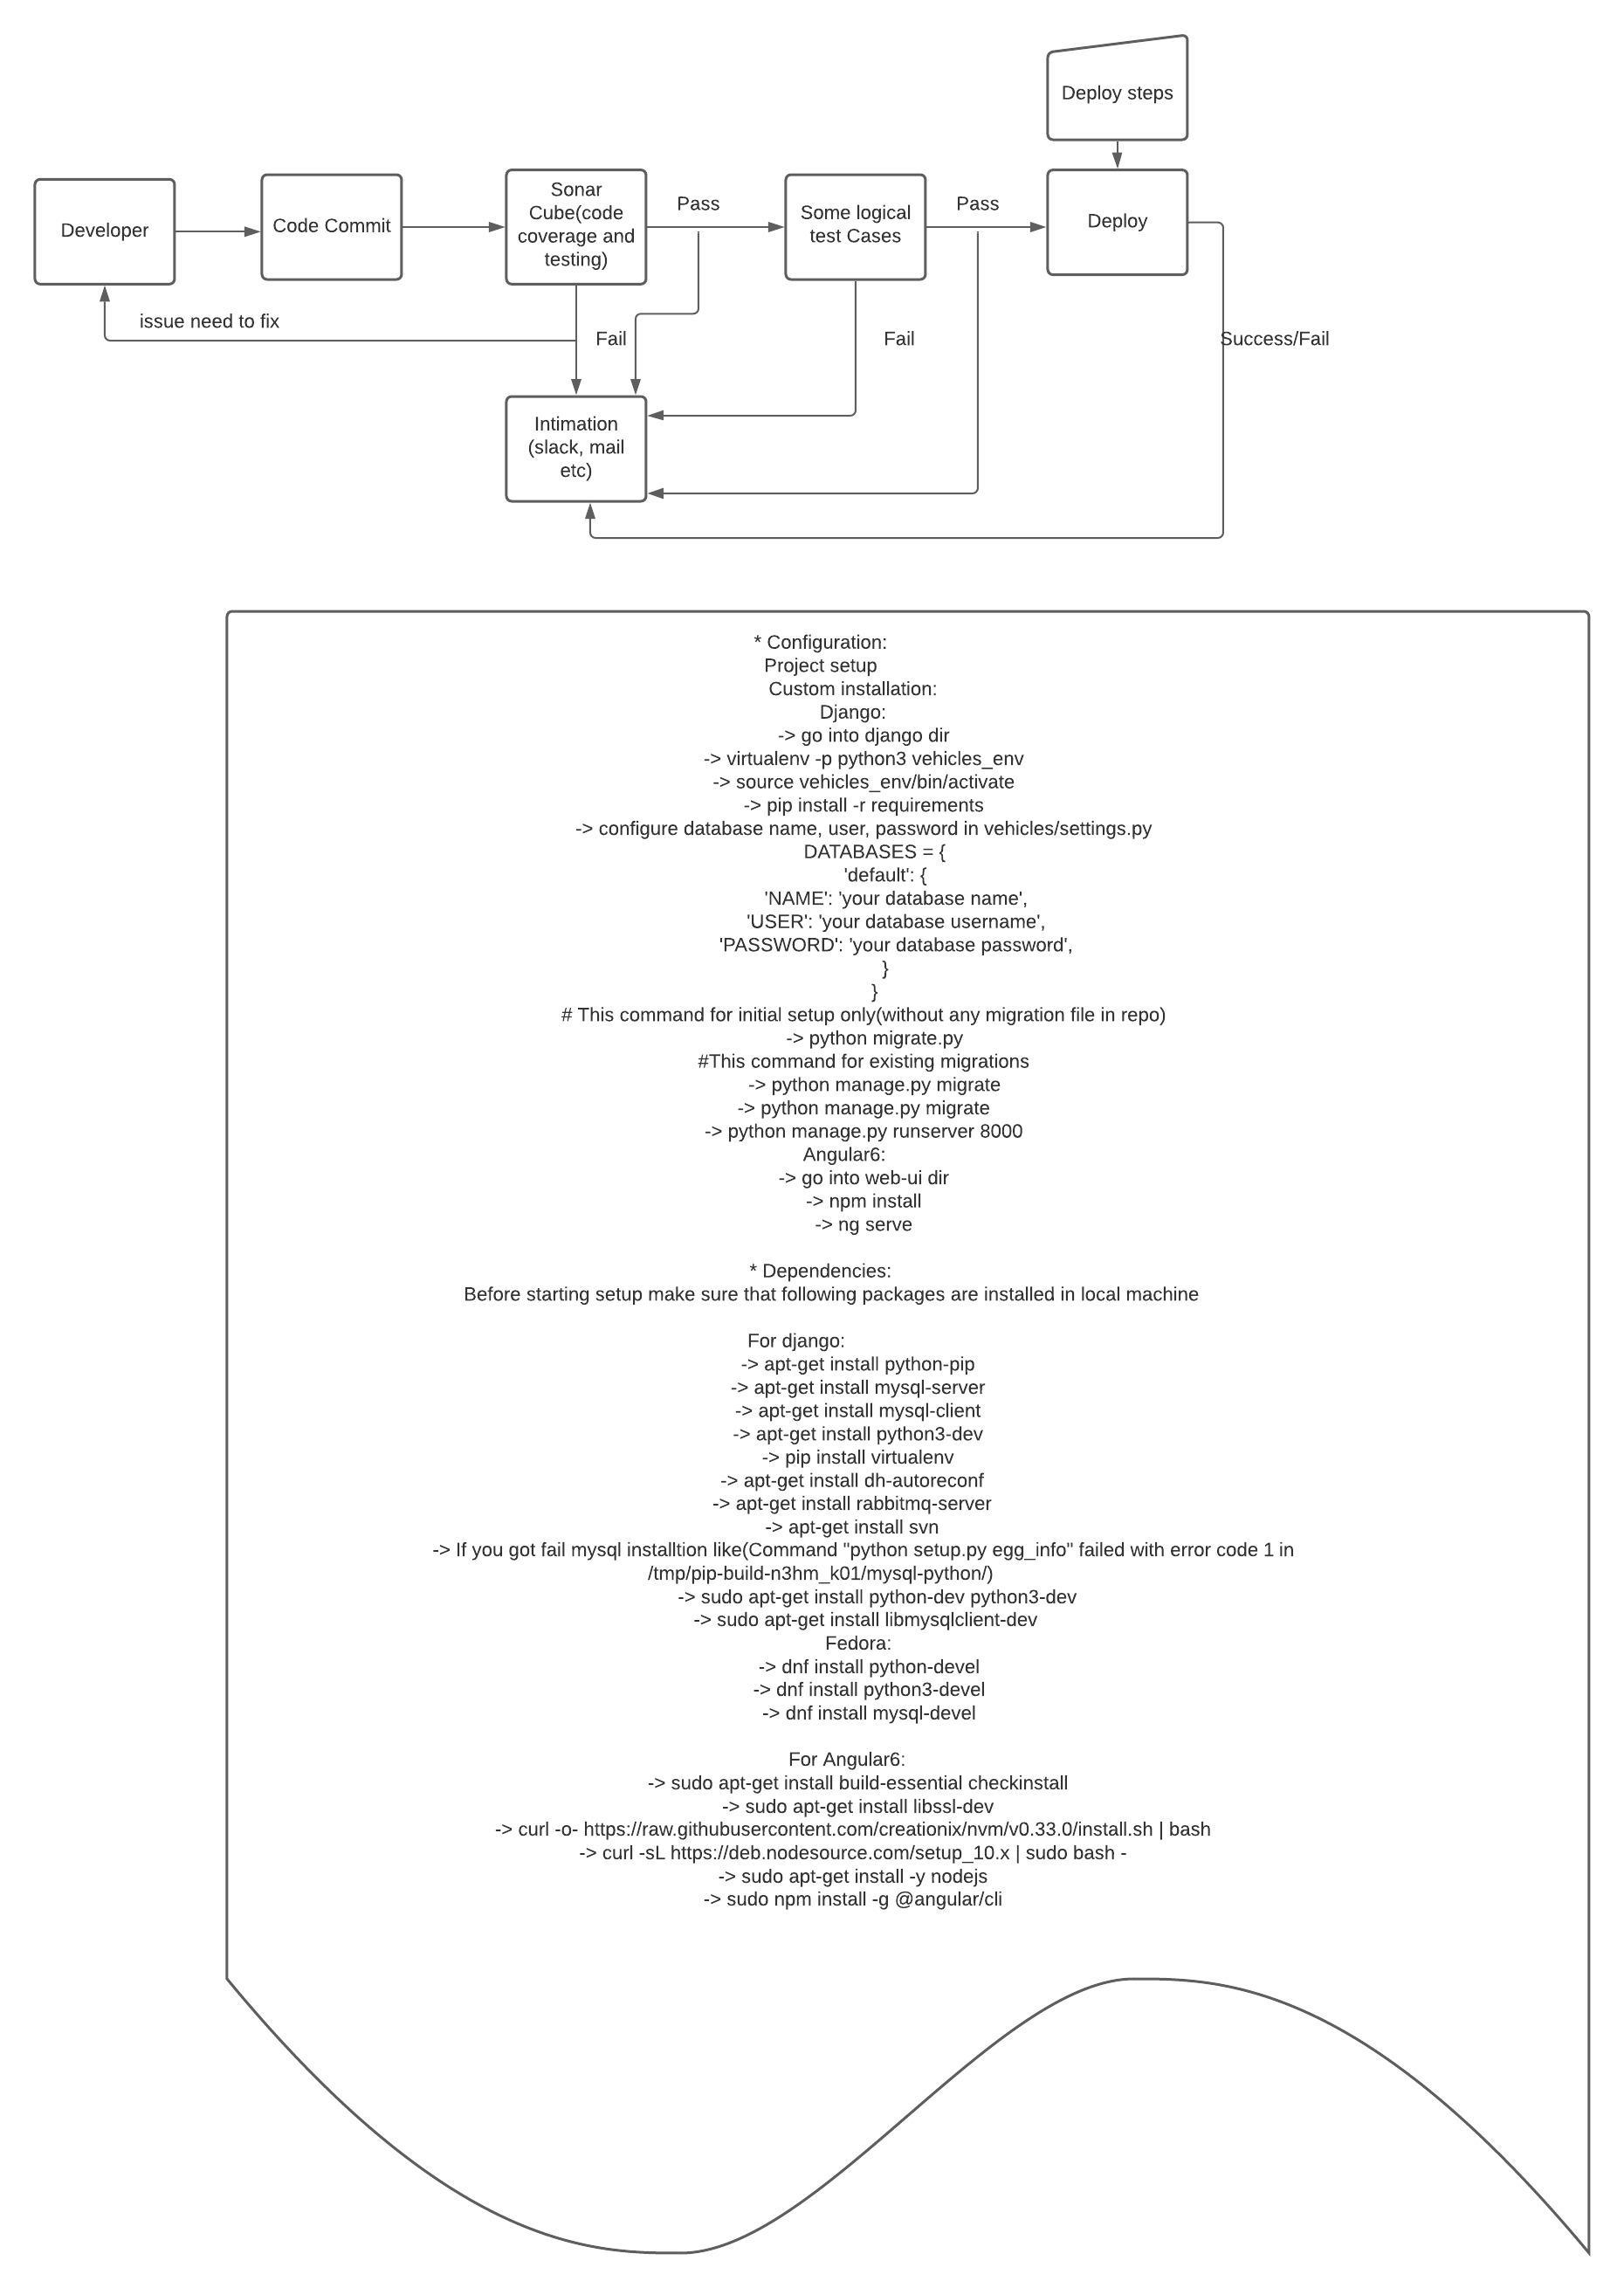 Deploy steps
Developer
Code Commit
Sonar
Cube(code
coverage and
testing)
Pass
Some logical
test Cases
Pass
Deploy
issue need to fix
Fail
Fail
Success/Fail
Intimation
(slack, mail
etc)
* Configuration:
Project setup
Custom installation:
Django:
-> go into django dir
-> virtualenv -p python3 vehicles_env
-> source vehicles_env/bin/activate
-> pip install -r requirements
-> configure database name, user, password in vehicles/settings.py
DATABASES = {
'default': {
'NAME': 'your database name',
'USER': 'your database username',
'PASSWORD': 'your database password',
}
}
# This command for initial setup only(without any migration file in repo)
-> python migrate.py
#This command for existing migrations
-> python manage.py migrate
-> python manage.py migrate
-> python manage.py runserver 8000
Angular6:
-> go into web-ui dir
-> npm install
-> ng serve
* Dependencies:
Before starting setup make sure that following packages are installed in local machine
For django:
-> apt-get install python-pip
-> apt-get install mysql-server
-> apt-get install mysql-client
-> apt-get install python3-dev
-> pip install virtualenv
-> apt-get install dh-autoreconf
-> apt-get install rabbitmq-server
-> apt-get install svn
-> If you got fail mysql installtion like(Command "python setup.py egg_info" failed with error code 1 in
/tmp/pip-build-n3hm_k01/mysql-python/)
-> sudo apt-get install python-dev python3-dev
-> sudo apt-get install libmysqlclient-dev
Fedora:
-> dnf install python-devel
-> dnf install python3-devel
-> dnf install mysql-devel
For Angular6:
-> sudo apt-get install build-essential checkinstall
-> sudo apt-get install libssl-dev
-> curl -o- https://raw.githubusercontent.com/creationix/nvm/v0.33.0/install.sh | bash
-> curl -sL https://deb.nodesource.com/setup_10.x | sudo bash -
-> sudo apt-get install -y nodejs
-> sudo npm install -g @angular/cli